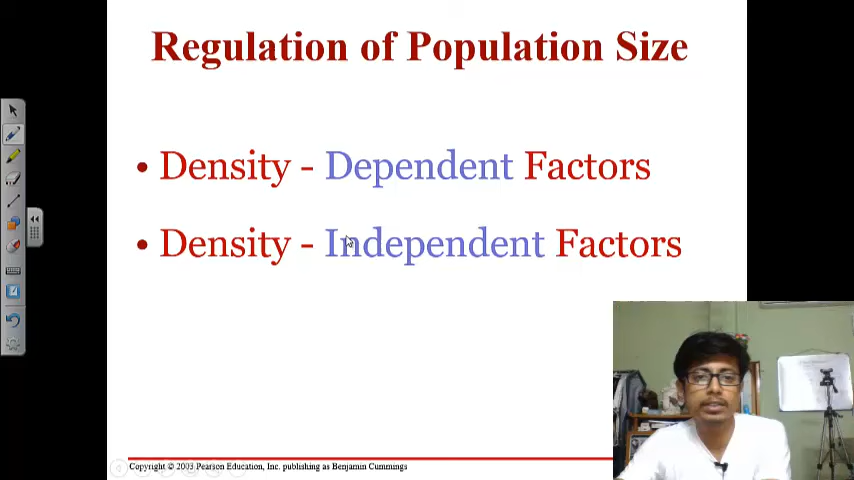 Regulation of Population Size
• Density - Dependent Factors
• Density - Independent Factors
Copyright © 2003 Pearson Education, Inc. publishing as Benjamin Cummings